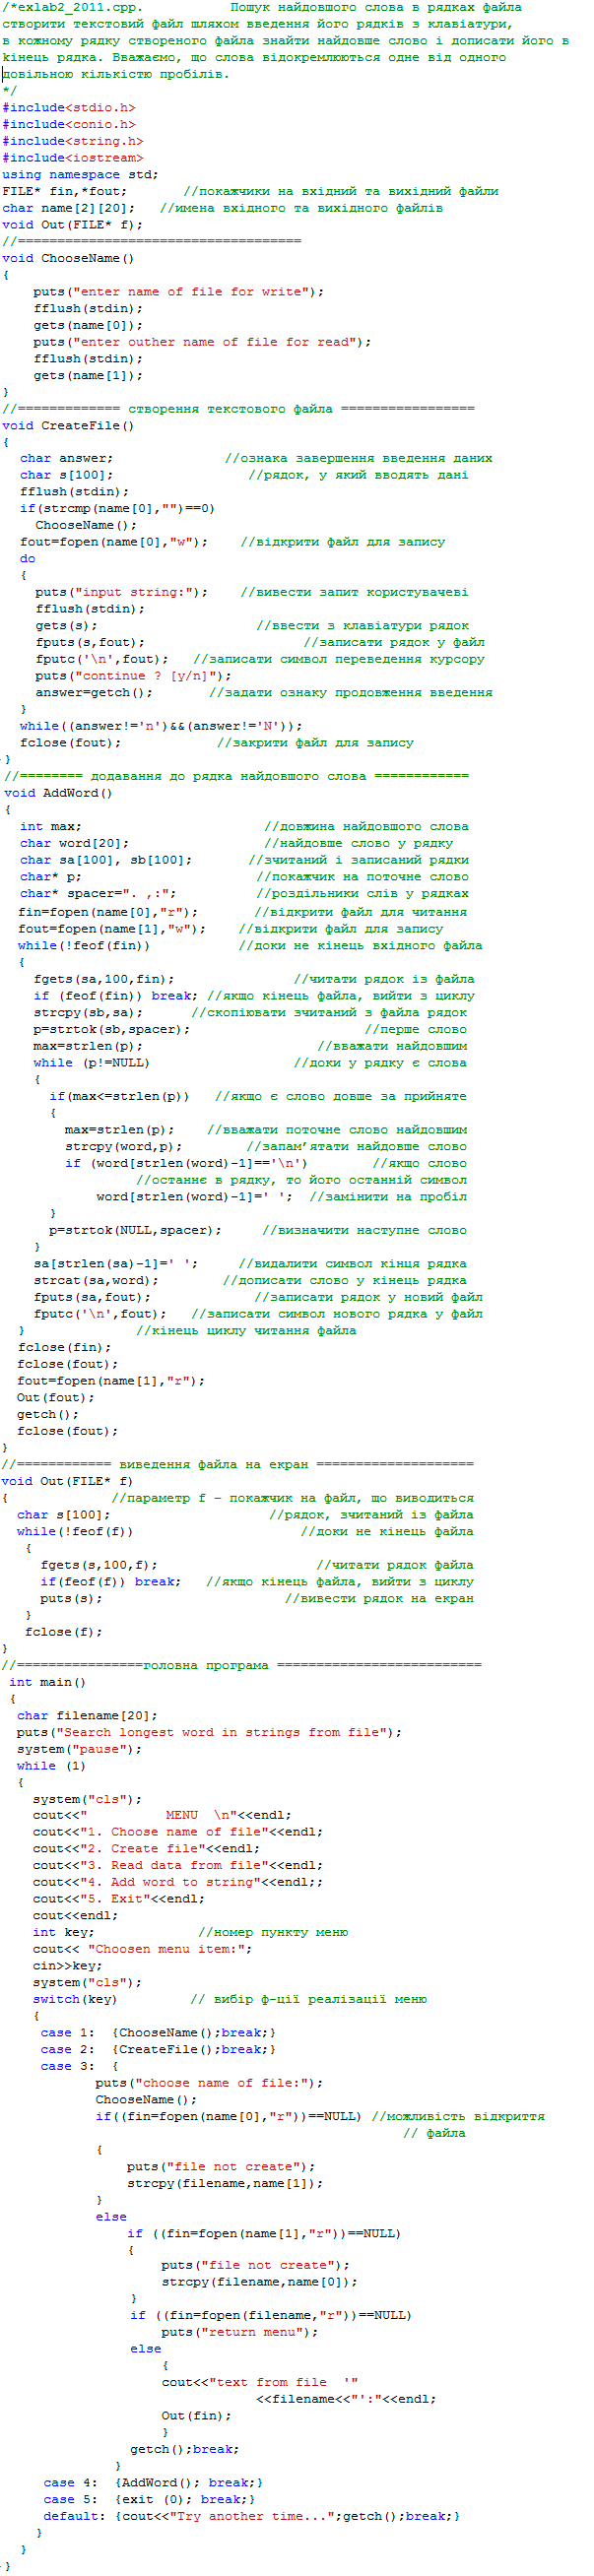 /*exlab2_2011.cpp.           Пошук найдовшого слова в рядках файла
створити текстовий файл шляхом введення його рядків з клавіатури,
в кожному рядку створеного файла знайти найдовше слово і дописати його в
кінець рядка. Вважаємо, що слова відокремлюються одне від одного
довільною кількістю пробілів.
*/
#include<stdio.h>
#include<conio.h>
#include<string.h>
#include<iostream>
using namespace std;
FILE* fin,*fout;       //покажчики на вхідний та вихідний файли
char name[2][20];   //имена вхідного та вихідного файлів
void Out(FILE* f);
//====================================
void ChooseName()
{
    puts("enter name of file for write");
    fflush(stdin);
    gets(name[0]);
    puts("enter outher name of file for read");
    fflush(stdin);
    gets(name[1]);
}
//============= створення текстового файла =================
void CreateFile()
{
  char answer;              //ознака завершення введення даних
  char s[100];                 //рядок, у який вводять дані
  fflush(stdin);
  if(strcmp(name[0],"")==0)
    ChooseName();
  fout=fopen(name[0],"w");    //відкрити файл для запису
  do
  {
    puts("input string:");    //вивести запит користувачеві
    fflush(stdin);
    gets(s);                    //ввести з клавіатури рядок
    fputs(s,fout);                    //записати рядок у файл
    fputc('\n',fout);   //записати символ переведення курсору
    puts("continue ? [y/n]");
    answer=getch();       //задати ознаку продовження введення
  }
  while((answer!='n')&&(answer!='N'));
  fclose(fout);            //закрити файл для запису
}
//======== додавання до рядка найдовшого слова ============
void AddWord()
{
  int max;                       //довжина найдовшого слова
  char word[20];                 //найдовше слово у рядку
  char sa[100], sb[100];       //зчитаний і записаний рядки
  char* p;                      //покажчик на поточне слово
  char* spacer=". ,:";          //роздільники слів у рядках
  fin=fopen(name[0],"r");       //відкрити файл для читання
  fout=fopen(name[1],"w");    //відкрити файл для запису
  while(!feof(fin))           //доки не кінець вхідного файла
  {
    fgets(sa,100,fin);               //читати рядок із файла
    if (feof(fin)) break; //якщо кінець файла, вийти з циклу
    strcpy(sb,sa);      //скопіювати зчитаний з файла рядок
    p=strtok(sb,spacer);                      //перше слово
    max=strlen(p);                      //вважати найдовшим
    while (p!=NULL)                  //доки у рядку є слова
    {
      if(max<=strlen(p))   //якщо є слово довше за прийняте
      {
        max=strlen(p);    //вважати поточне слово найдовшим
        strcpy(word,p);        //запам'ятати найдовше слово
        if (word[strlen(word)-1]=='\n')        //якщо слово
                 //останнє в рядку, то його останній символ
            word[strlen(word)-1]=' ';  //замінити на пробіл
      }
      p=strtok(NULL,spacer);     //визначити наступне слово
    }
    sa[strlen(sa)-1]=' ';     //видалити символ кінця рядка
    strcat(sa,word);        //дописати слово у кінець рядка
    fputs(sa,fout);             //записати рядок у новий файл
    fputc('\n',fout);   //записати символ нового рядка у файл
  }              //кінець циклу читання файла
  fclose(fin);
  fclose(fout);
  fout=fopen(name[1],"r");
  Out(fout);
  getch();
  fclose(fout);
}
//============ виведення файла на екран ====================
void Out(FILE* f)
{             //параметр f – покажчик на файл, що виводиться
  char s[100];                    //рядок, зчитаний із файла
  while(!feof(f))                     //доки не кінець файла
   {
     fgets(s,100,f);                    //читати рядок файла
     if(feof(f)) break;   //якщо кінець файла, вийти з циклу
     puts(s);                       //вивести рядок на екран
   }
   fclose(f);
}
//================головна програма ==========================
 int main()
 {
  char filename[20];
  puts("Search longest word in strings from file");
  system("pause");
  while (1)
  {
    system("cls");
    cout<<"          MENU  \n"<<endl;
    cout<<"1. Choose name of file"<<endl;
    cout<<"2. Create file"<<endl;
    cout<<"3. Read data from file"<<endl;
    cout<<"4. Add word to string"<<endl;;
    cout<<"5. Exit"<<endl;
    cout<<endl;
    int key;             //номер пункту меню
    cout<< "Choosen menu item:";
    cin>>key;
    system("cls");
    switch(key)         // вибір ф-ції реалізації меню
    {
     case 1:  {ChooseName();break;}
     case 2:  {CreateFile();break;}
     case 3:  {
            puts("choose name of file:");
            ChooseName();
            if((fin=fopen(name[0],"r"))==NULL) //можливість відкриття
                                                   // файла
            {
                puts("file not create");
                strcpy(filename,name[1]);
            }
            else
                if ((fin=fopen(name[1],"r"))==NULL)
                {
                    puts("file not create");
                    strcpy(filename,name[0]);
                }
                if ((fin=fopen(filename,"r"))==NULL)
                    puts("return menu");
                else
                    {
                    cout<<"text from file  '"
                                <<filename<<"':"<<endl;
                    Out(fin);
                    }
                getch();break;
              }
     case 4:  {AddWord(); break;}
     case 5:  {exit (0); break;}
     default: {cout<<"Try another time...";getch();break;}
    }
  }
}